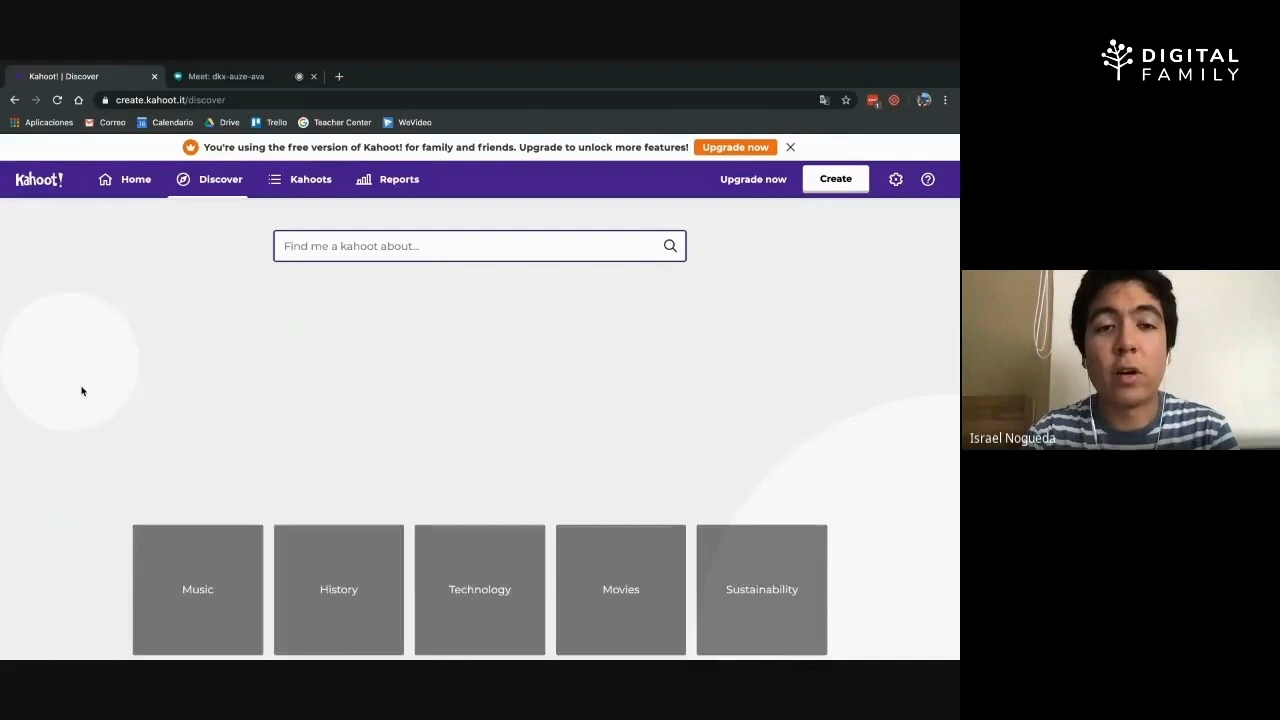 DIGITAL
FAMILY
Kahoot! | Discover
Meet: dkx-auze-ava
create.kahoot.it/discover
Aplicaciones
Correo
Calendario
Drive
Trello
Teacher Center
WeVideo
You're using the free version of Kahoot! for family and friends. Upgrade to unlock more features!
Upgrade now
Kahoot!
Home
Discover
Kahoots
Reports
Upgrade now
Create
Find me a kahoot about...
Israel Nogueda
Music
History
Technology
Movies
Sustainability